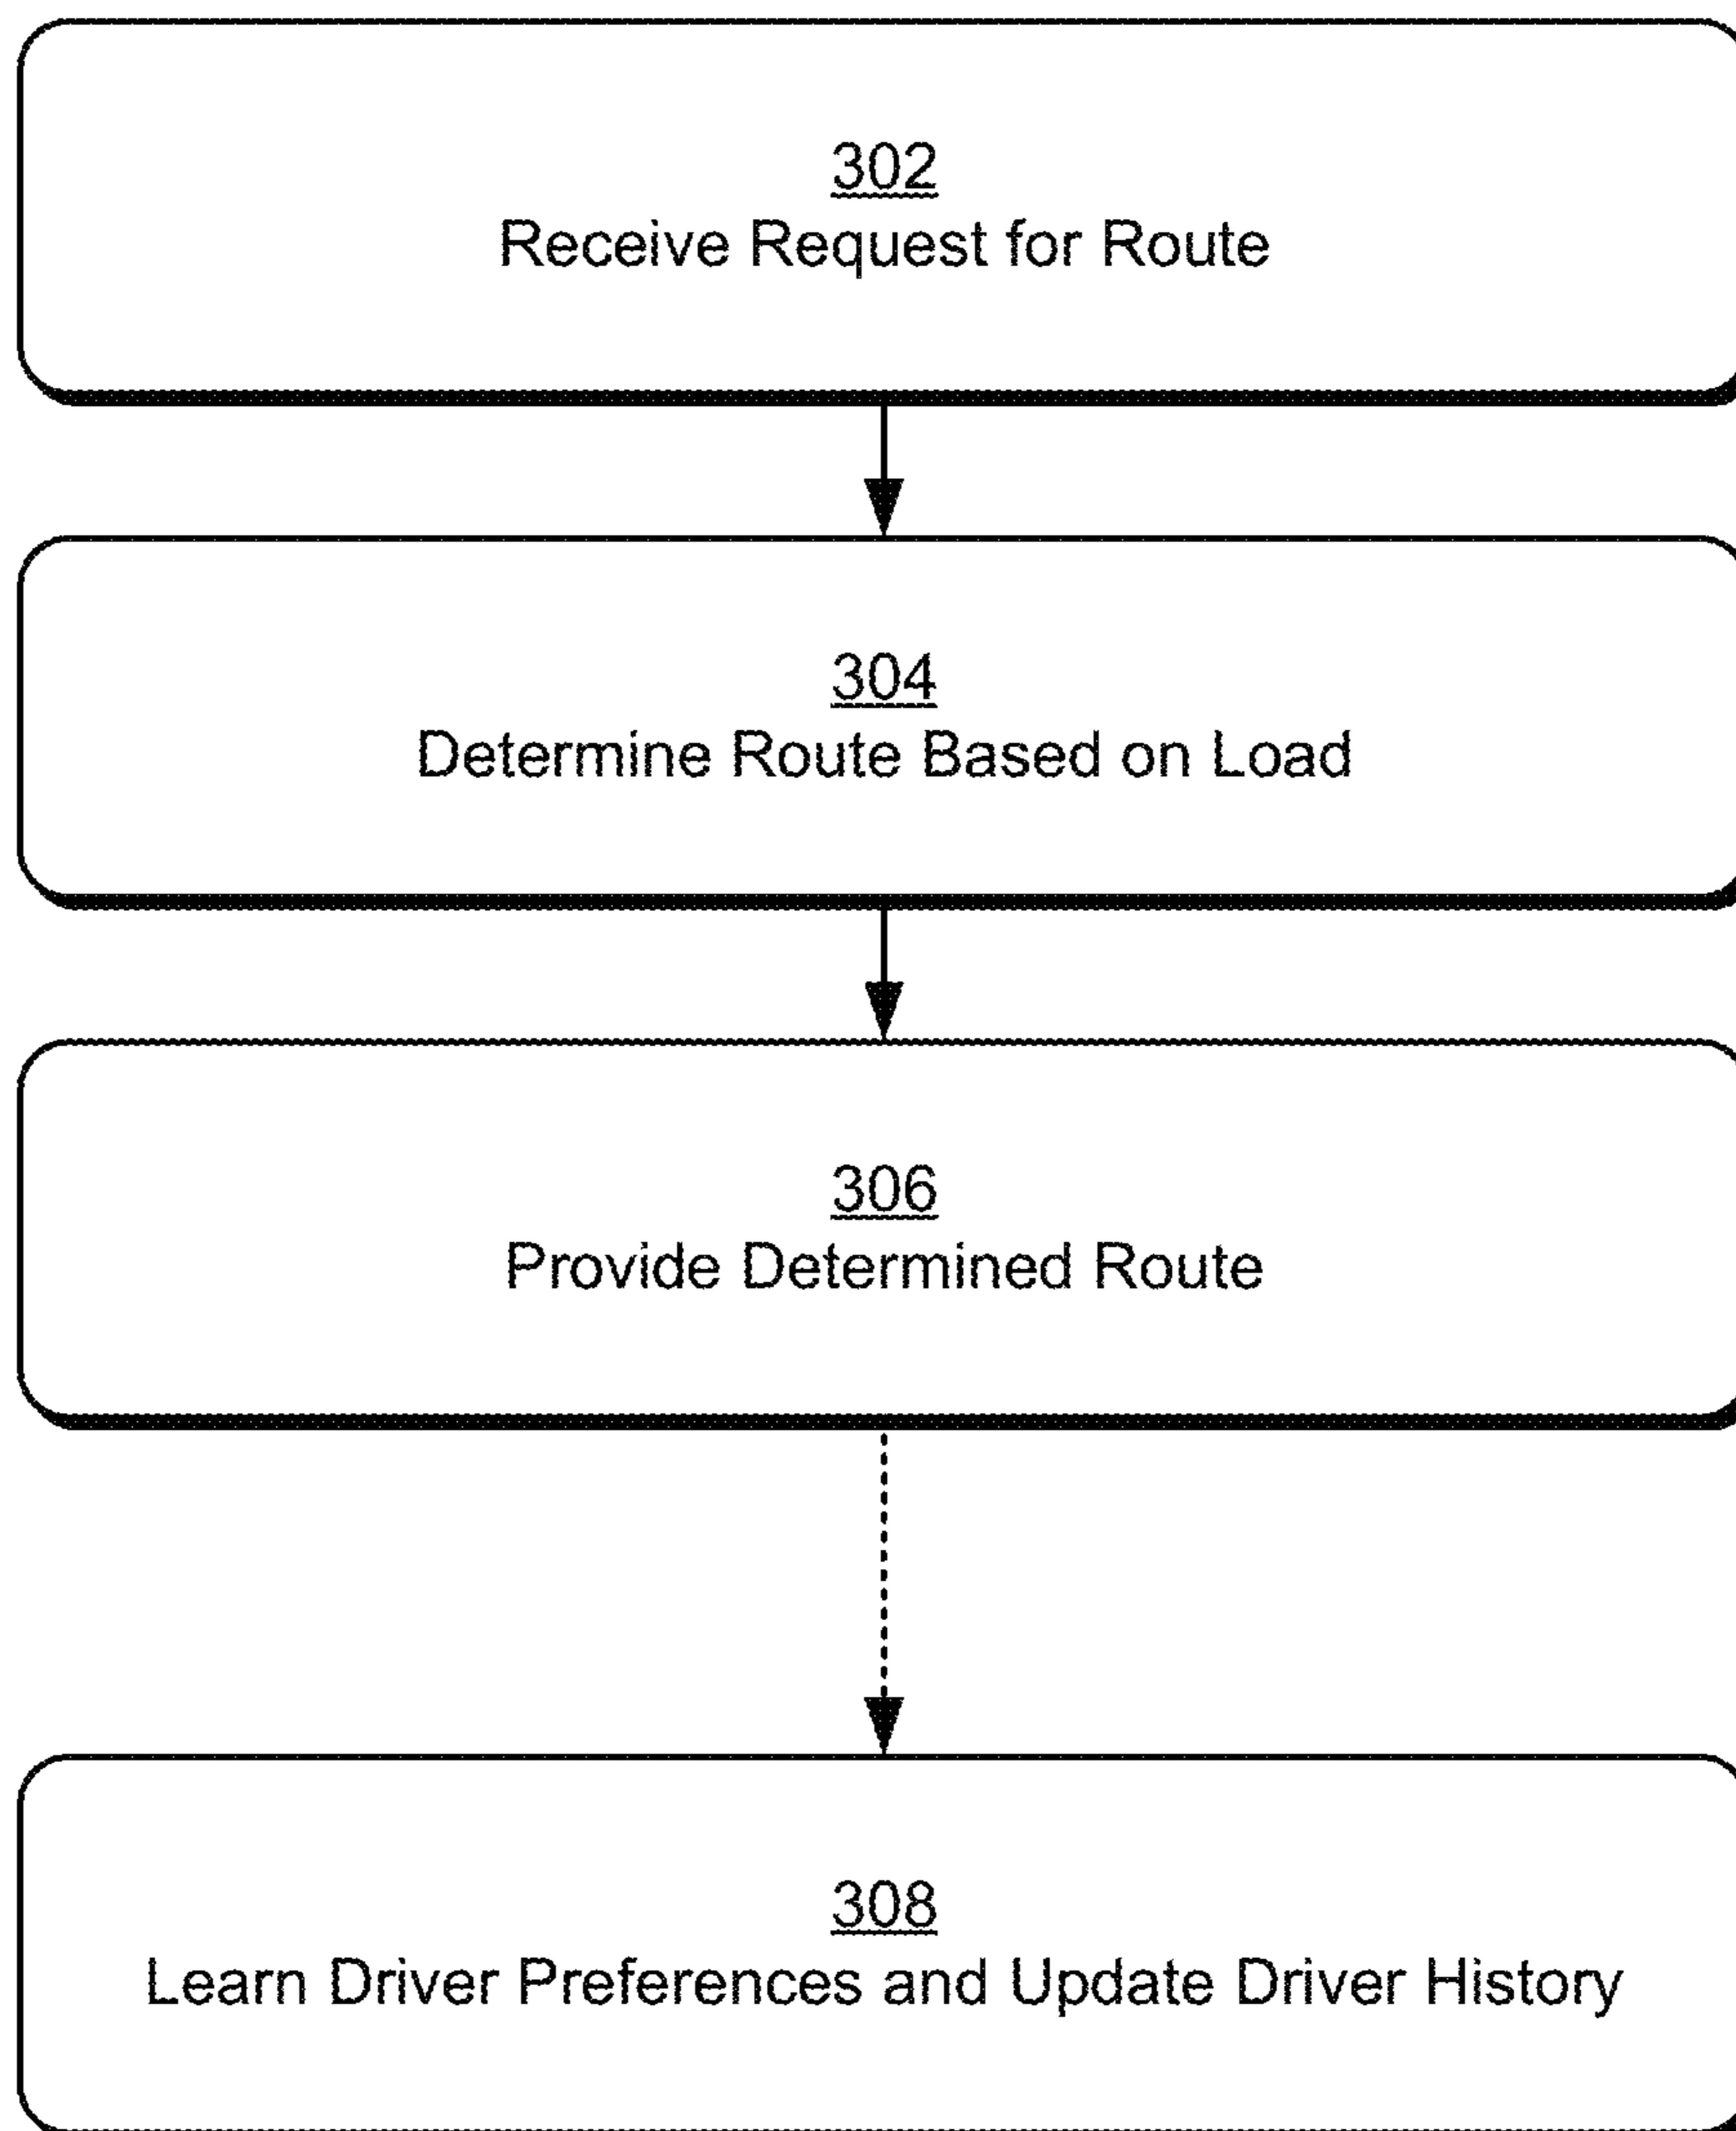 302
Receive Request for Route
304
Determine Route Based on Load
306
Provide Determined Route
308
Learn Driver Preferences and Update Driver History